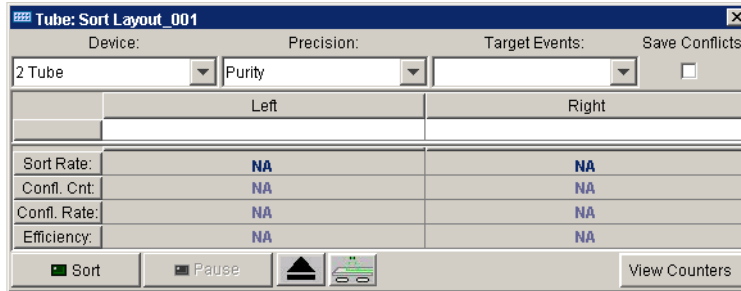 Tube: Sort Layout_001
Device: Precision: Target Events: Save Conflicts
2 Tube Purity
Left Right
Sort Rate: NA NA
Confl. Cnt: NA NA
Confl. Rate: NA NA
Efficiency: NA NA
Sort Pause View Counters